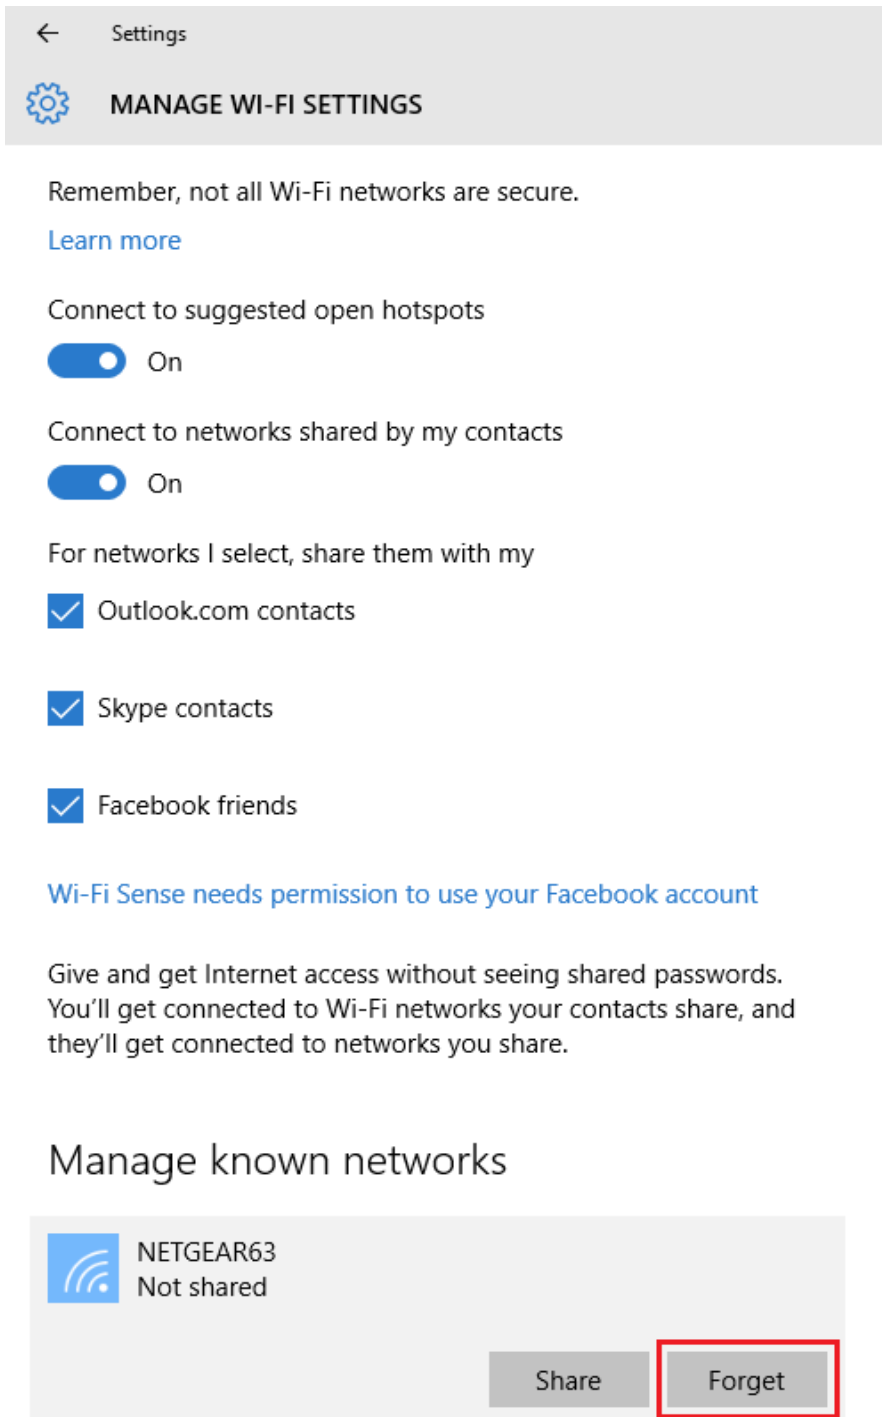 Settings
MANAGE WI-FI SETTINGS
Remember, not all Wi-Fi networks are secure.
Learn more
Connect to suggested open hotspots
On
Connect to networks shared by my contacts
On
For networks I select, share them with my
Outlook.com contacts
Skype contacts
Facebook friends
Wi-Fi Sense needs permission to use your Facebook account
Give and get Internet access without seeing shared passwords.
You’ll get connected to Wi-Fi networks your contacts share, and
they’ll get connected to networks you share.
Manage known networks
NETGEAR63
Not shared
Share Forget